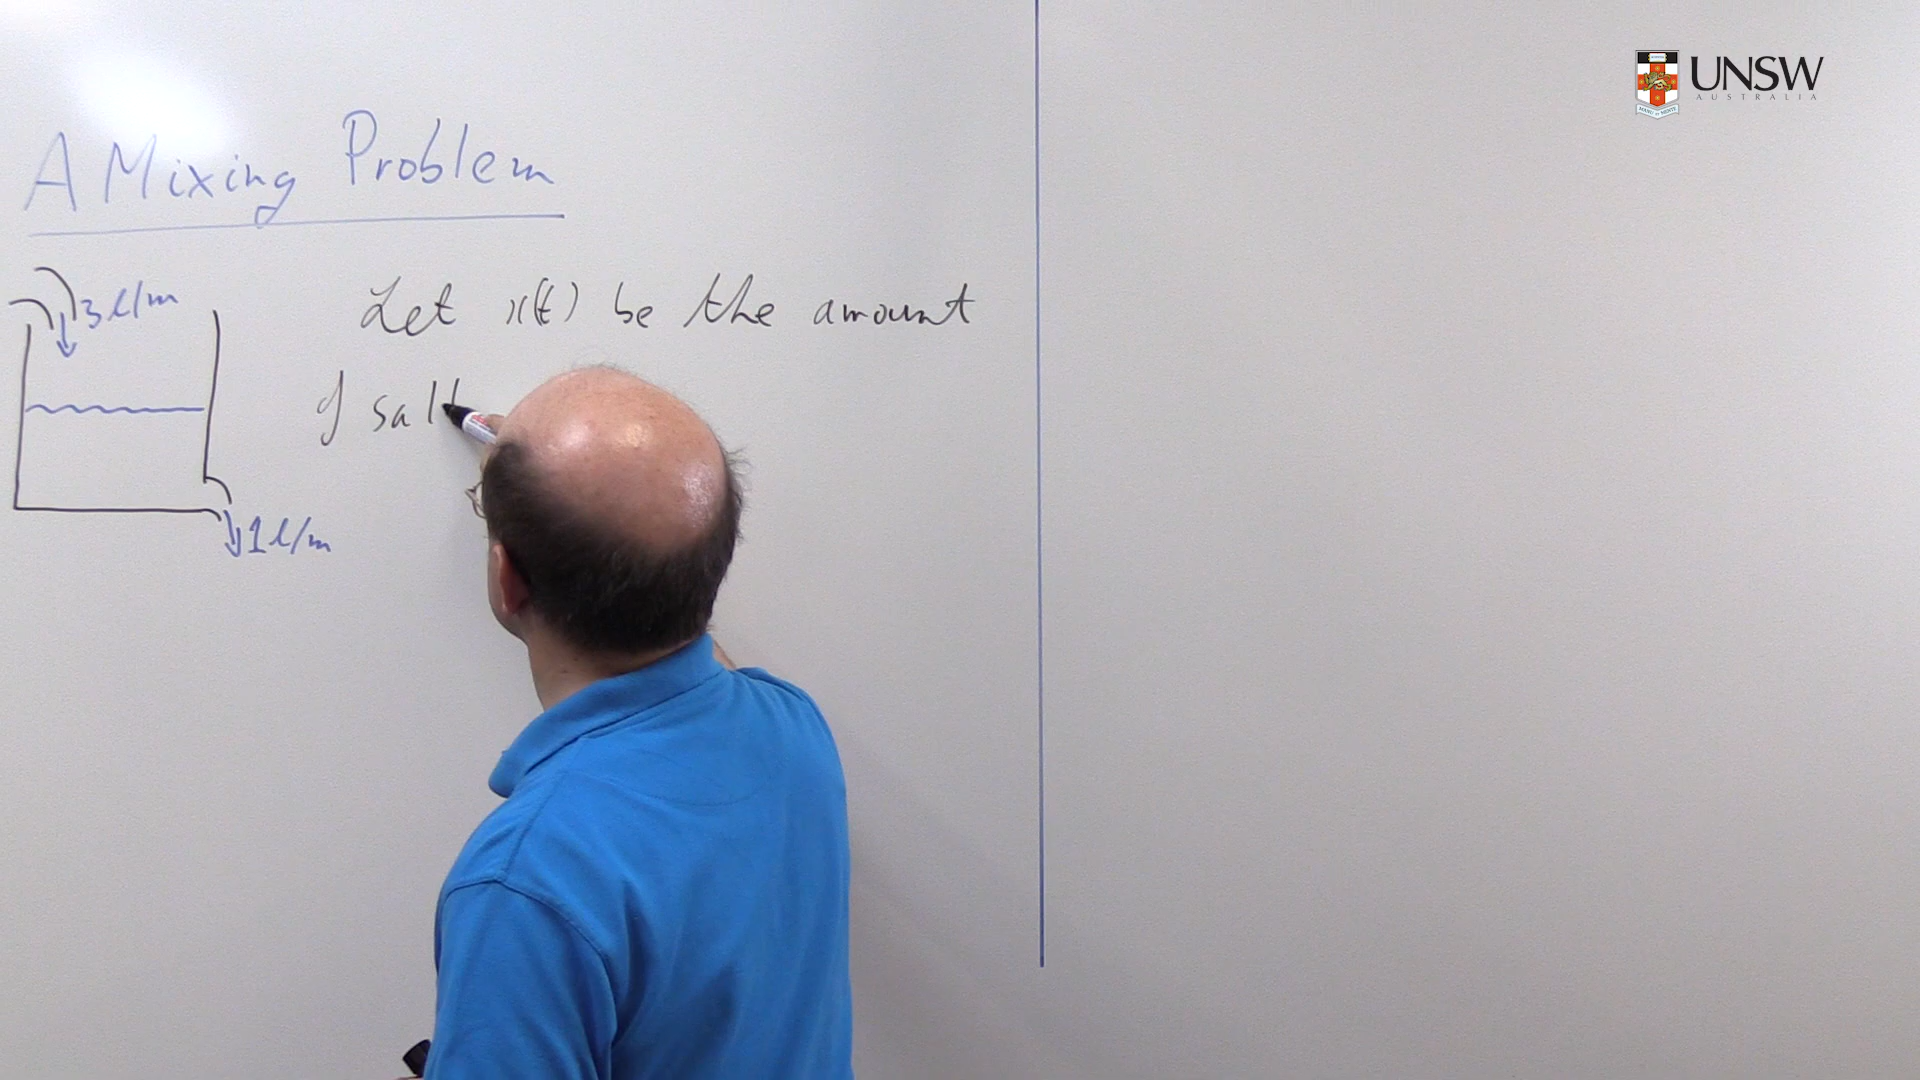 UNSW
AUSTRALIA
A Mixing Problem
3 l/m
Let x(t) be the amount
of salt
1 l/m